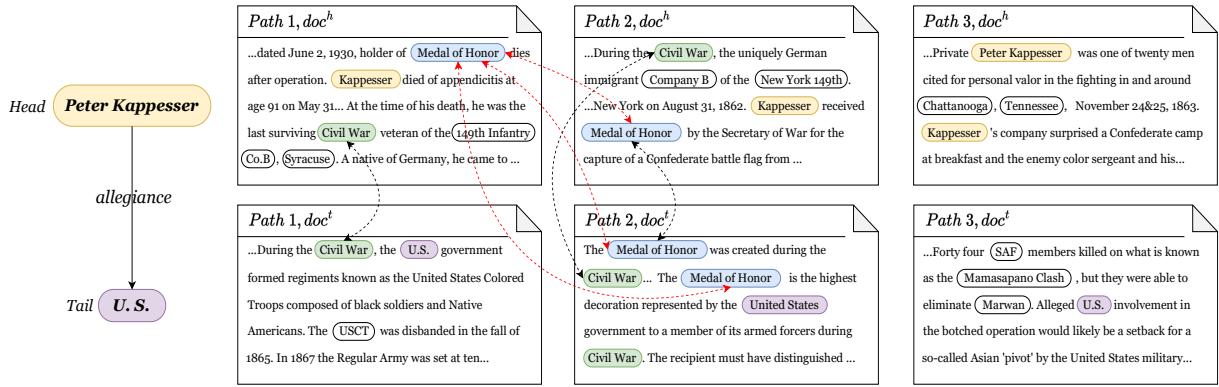 Head
Peter Kappesser
allegiance
Tail
U. S.
Path 1, doc^h
...dated June 2, 1930, holder of Medal of Honor dies
after operation. Kappesser died of appendicitis at
age 91 on May 31... At the time of his death, he was the
last surviving Civil War veteran of the 149th Infantry
Co.B , Syracuse . A native of Germany, he came to ...
Path 2, doc^h
...During the Civil War , the uniquely German
immigrant Company B of the New York 149th .
...New York on August 31, 1862. Kappesser received
Medal of Honor by the Secretary of War for the
capture of a Confederate battle flag from ...
Path 3, doc^h
...Private Peter Kappesser was one of twenty men
cited for personal valor in the fighting in and around
Chattanooga , Tennessee , November 24&25, 1863.
Kappesser 's company surprised a Confederate camp
at breakfast and the enemy color sergeant and his...
Path 1, doc^t
...During the Civil War , the U.S. government
formed regiments known as the United States Colored
Troops composed of black soldiers and Native
Americans. The USCT was disbanded in the fall of
1865. In 1867 the Regular Army was set at ten...
Path 2, doc^t
The Medal of Honor was created during the
Civil War ... The Medal of Honor is the highest
decoration represented by the United States
government to a member of its armed forcers during
Civil War . The recipient must have distinguished ...
Path 3, doc^t
...Forty four SAF members killed on what is known
as the Mamasapano Clash , but they were able to
eliminate Marwan . Alleged U.S. involvement in
the botched operation would likely be a setback for a
so-called Asian 'pivot' by the United States military...